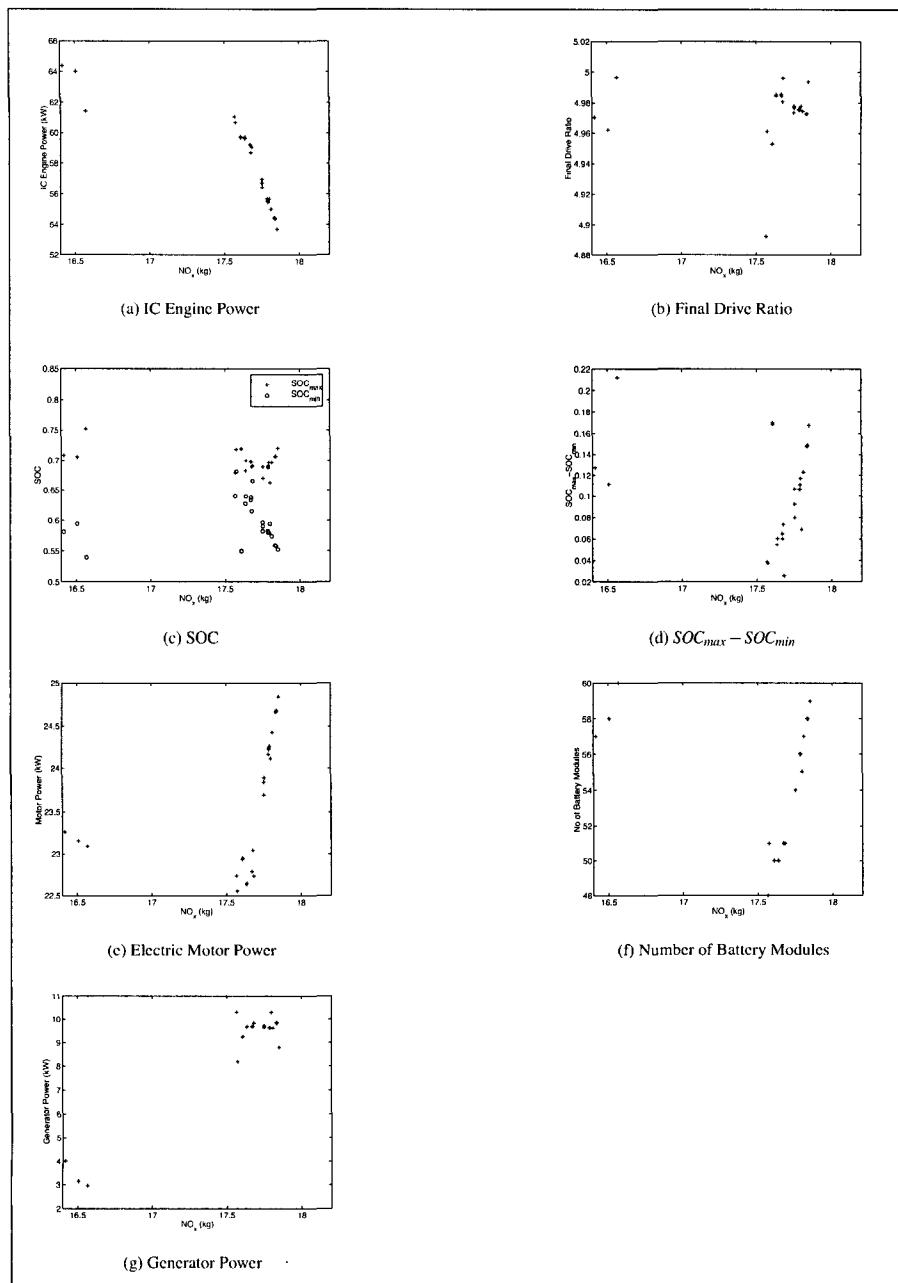 66
64
62
60
58
56
54
52
IC Engine Power (kW)
16.5 17 17.5 18
NOx (kg)
(a) IC Engine Power
5.02
5
4.98
4.96
4.94
4.92
4.9
4.88
Final Drive Ratio
16.5 17 17.5 18
NOx (kg)
(b) Final Drive Ratio
0.85
0.8
0.75
0.7
0.65
0.6
0.55
0.5
SOC
+ SOCmax
o SOCmin
16.5 17 17.5 18
NOx (kg)
(c) SOC
0.22
0.2
0.18
0.16
0.14
0.12
0.1
0.08
0.06
0.04
0.02
SOCmax−SOCmin
16.5 17 17.5 18
NOx (kg)
(d) SOCmax − SOCmin
25
24.5
24
23.5
23
22.5
Motor Power (kW)
16.5 17 17.5 18
NOx (kg)
(e) Electric Motor Power
60
58
56
54
52
50
48
No of Battery Modules
16.5 17 17.5 18
NOx (kg)
(f) Number of Battery Modules
11
10
9
8
7
6
5
4
3
2
Generator Power (kW)
16.5 17 17.5 18
NOx (kg)
(g) Generator Power